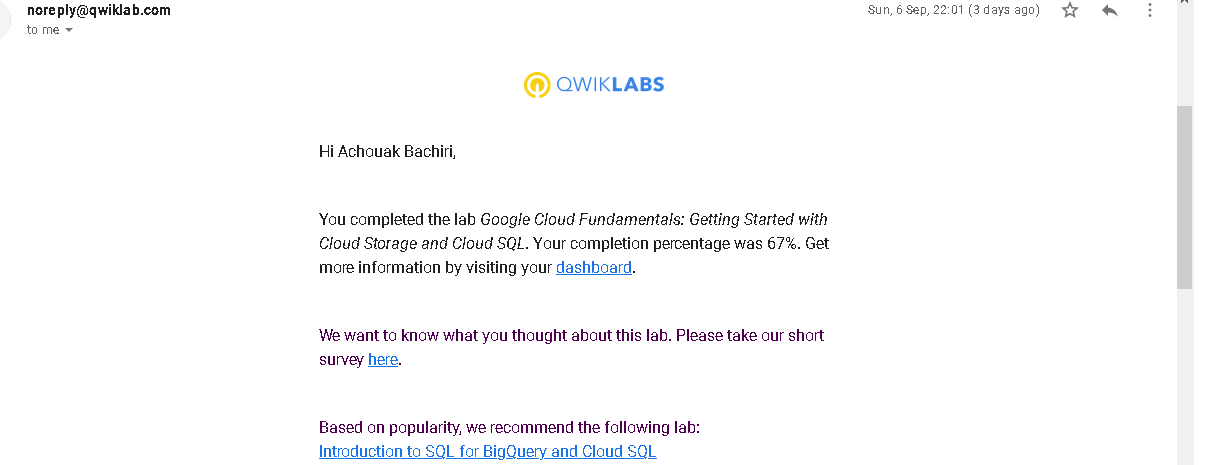 noreply@qwiklab.com
Sun, 6 Sep, 22:01 (3 days ago)
to me
QWIKLABS
Hi Achouak Bachiri,
You completed the lab Google Cloud Fundamentals: Getting Started with
Cloud Storage and Cloud SQL. Your completion percentage was 67%. Get
more information by visiting your dashboard.
We want to know what you thought about this lab. Please take our short
survey here.
Based on popularity, we recommend the following lab:
Introduction to SQL for BigQuery and Cloud SQL